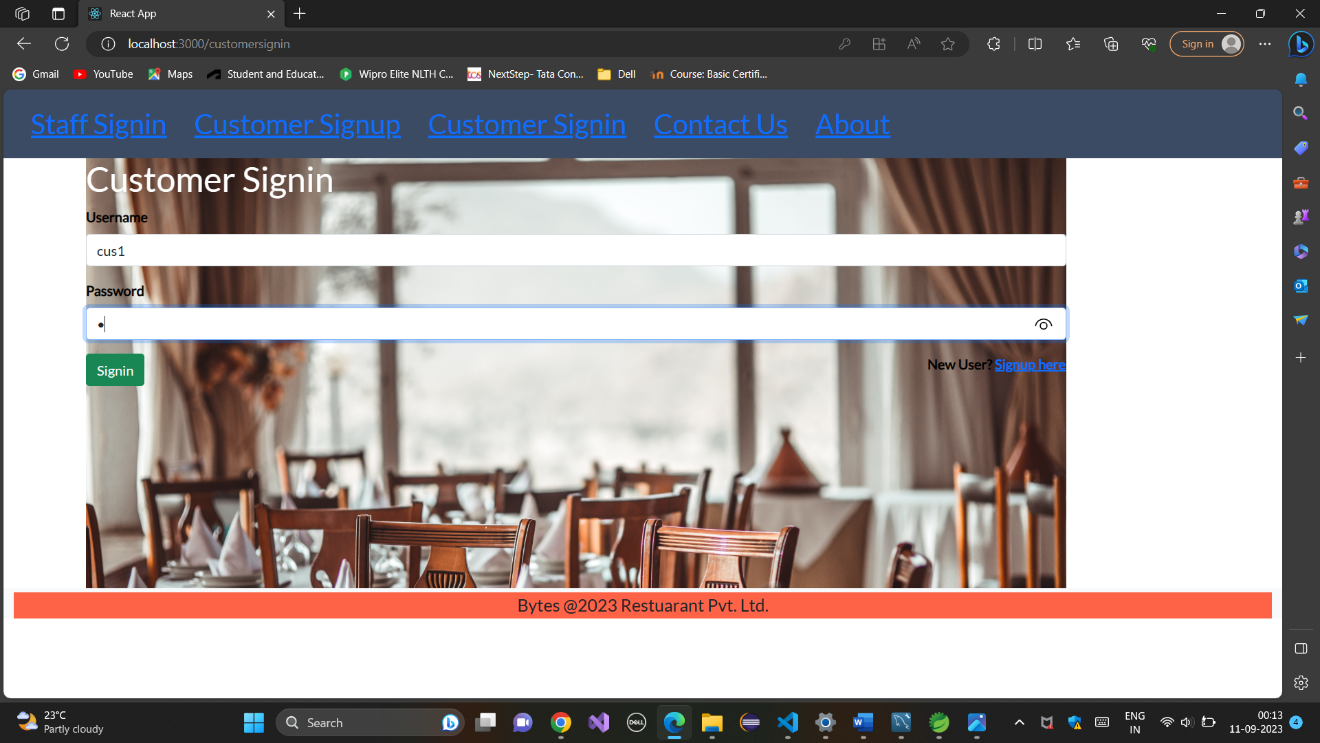 React App
localhost:3000/customersignin
Sign in
Gmail YouTube Maps Student and Educat... Wipro Elite NLTH C... NextStep- Tata Con... Dell Course: Basic Certifi...
Staff Signin Customer Signup Customer Signin Contact Us About
Customer Signin
Username
cus1
Password
Signin
New User? Signup here
Bytes @2023 Restuarant Pvt. Ltd.
23°C
Partly cloudy
Search
DELL
ENG
IN
00:13
11-09-2023
4